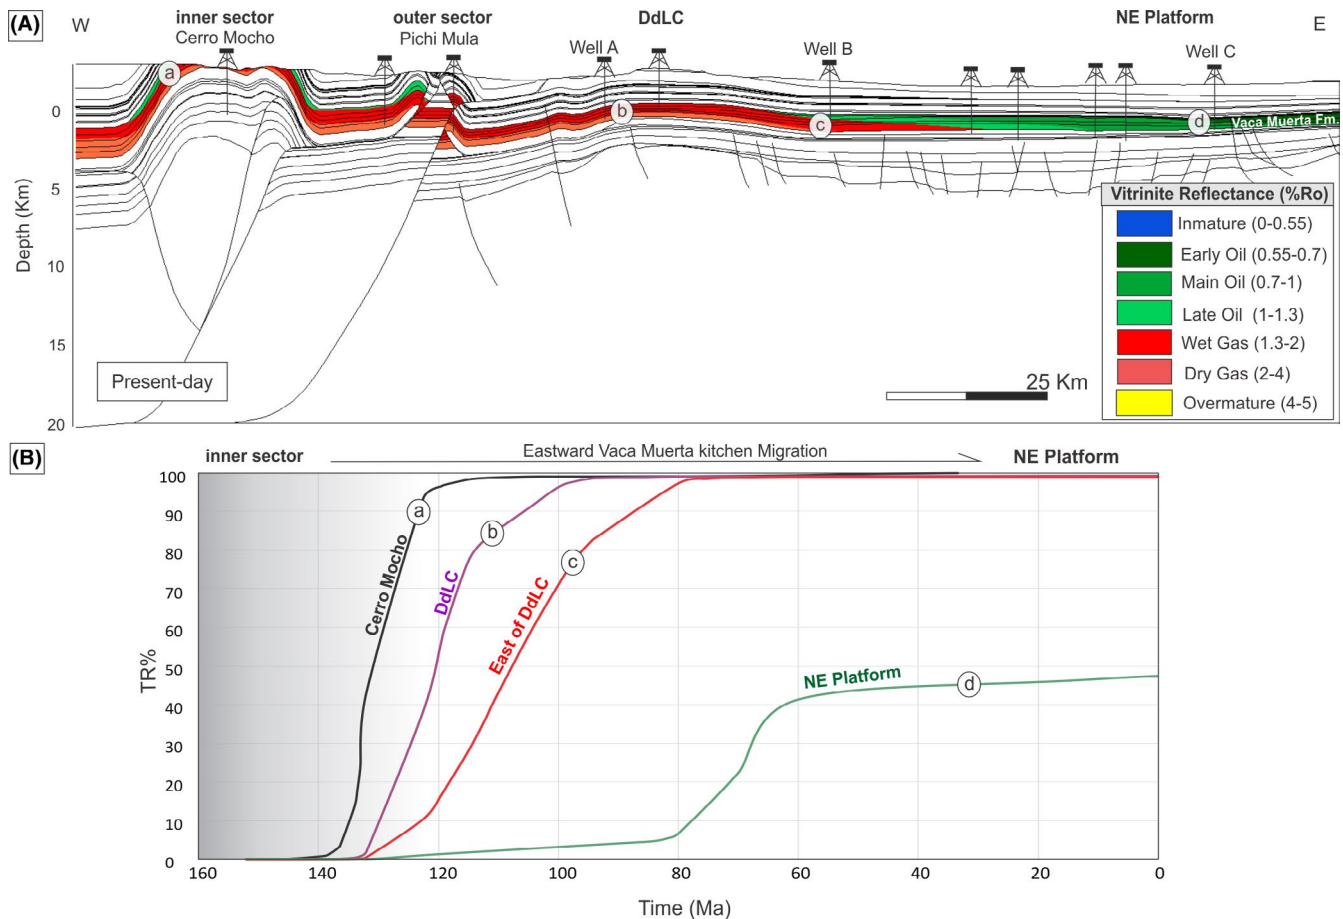 (A)
W
inner sector
Cerro Mocho
outer sector
Pichi Mula
DdLC
NE Platform
E
Well A
Well B
Well C
a
b
c
d
Vaca Muerta Fm.
Depth (Km)
0
5
10
15
20
Present-day
25 Km
Vitrinite Reflectance (%Ro)
Inmature (0-0.55)
Early Oil (0.55-0.7)
Main Oil (0.7-1)
Late Oil (1-1.3)
Wet Gas (1.3-2)
Dry Gas (2-4)
Overmature (4-5)
(B)
inner sector
Eastward Vaca Muerta kitchen Migration
NE Platform
TR%
100
90
80
70
60
50
40
30
20
10
0
a
Cerro Mocho
b
DdLC
c
East of DdLC
NE Platform
d
160
140
120
100
80
60
40
20
0
Time (Ma)